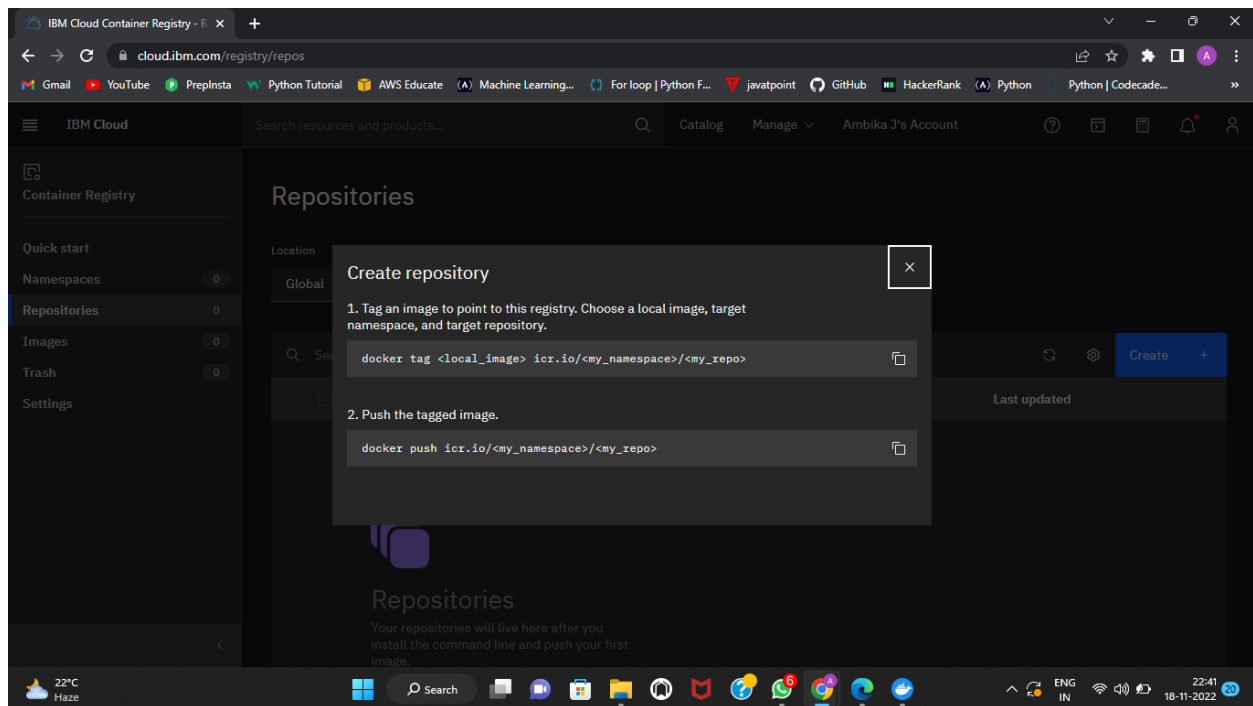 IBM Cloud Container Registry - R
cloud.ibm.com/registry/repos
Gmail YouTube PrepInsta Python Tutorial AWS Educate Machine Learning... For loop | Python F... javatpoint GitHub HackerRank Python Python | Codecade... »
IBM Cloud Search resources and products... Catalog Manage Ambika J's Account
Container Registry
Quick start
Namespaces 0
Repositories 0
Images 0
Trash 0
Settings
Repositories
Location
Global
Create repository
1. Tag an image to point to this registry. Choose a local image, target
namespace, and target repository.
docker tag <local_image> icr.io/<my_namespace>/<my_repo>
2. Push the tagged image.
docker push icr.io/<my_namespace>/<my_repo>
Create +
Last updated
Repositories
Your repositories will live here after you
install the command line and push your first
image.
22°C
Haze
Search
6
A
ENG
IN
22:41
18-11-2022
20